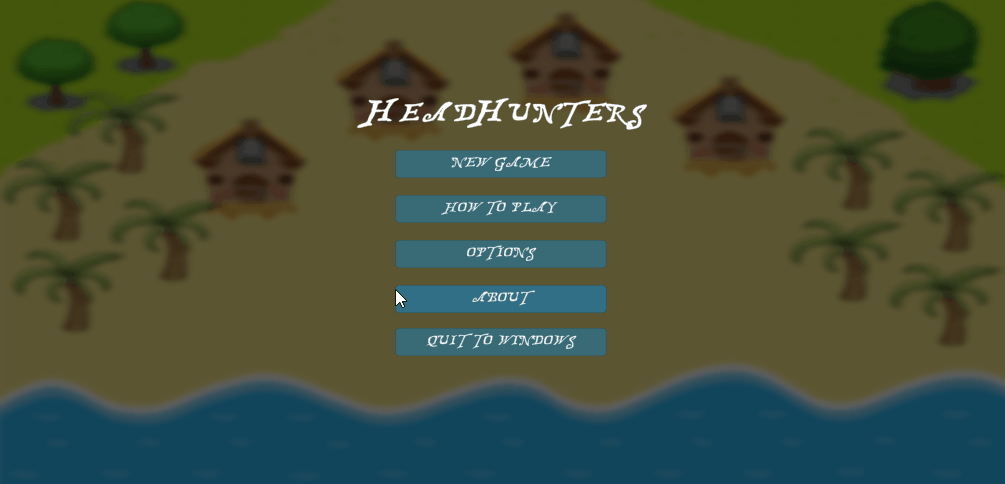 HEADHUNTERS
NEW GAME
HOW TO PLAY
OPTIONS
ABOUT
QUIT TO WINDOWS